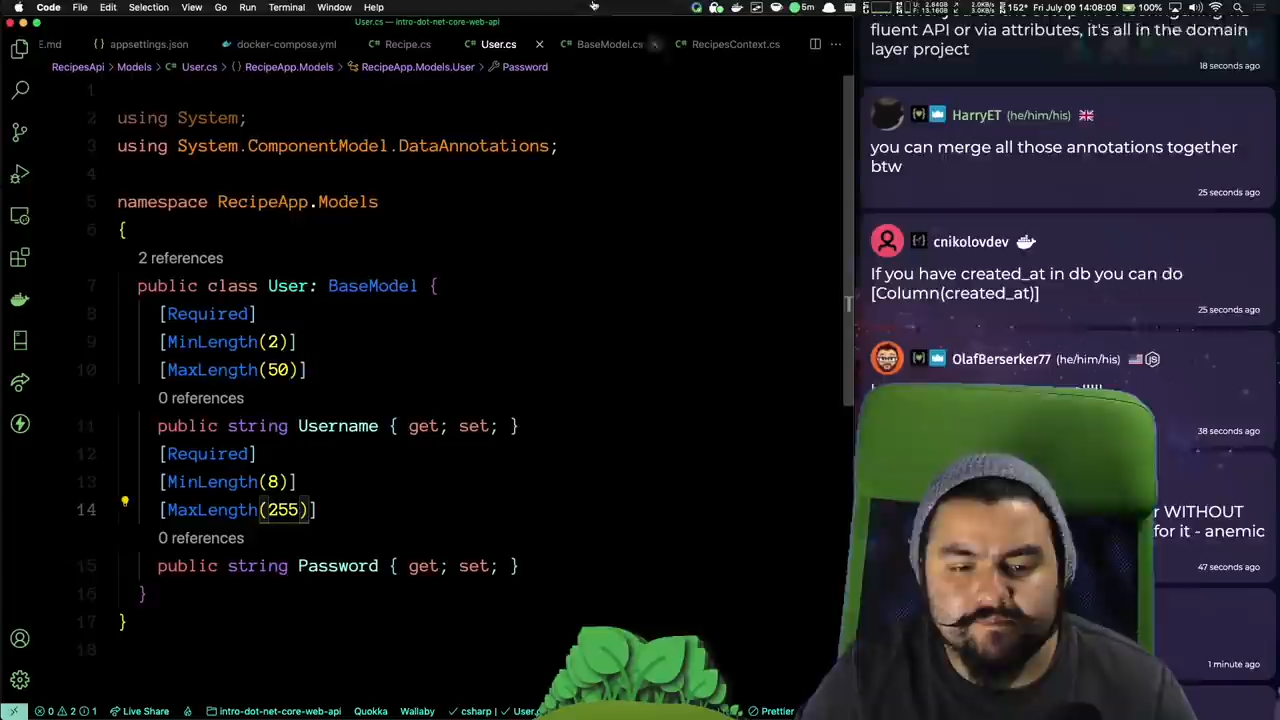 Code File Edit Selection View Go Run Terminal Window Help
5m 152° Fri July 09 14:08:09 100%
User.cs — intro-dot-net-core-web-api
E.md appsettings.json docker-compose.yml Recipe.cs User.cs BaseModel.cs RecipesContext.cs
RecipesApi > Models > User.cs > {} RecipeApp.Models > RecipeApp.Models.User > Password
1
2 using System;
3 using System.ComponentModel.DataAnnotations;
4
5 namespace RecipeApp.Models
6 {
2 references
7 public class User: BaseModel {
8 [Required]
9 [MinLength(2)]
10 [MaxLength(50)]
0 references
11 public string Username { get; set; }
12 [Required]
13 [MinLength(8)]
14 [MaxLength(255)]
0 references
15 public string Password { get; set; }
16 }
17 }
18
0 2 1 Live Share intro-dot-net-core-web-api Quokka Wallaby csharp User. Prettier
fluent API or via attributes, it's all in the domain
layer project
18 seconds ago
HarryET (he/him/his)
you can merge all those annotations together
btw
25 seconds ago
cnikolovdev
If you have created_at in db you can do
[Column(created_at)]
25 seconds ago
OlafBerserker77 (he/him/his)
38 seconds ago
WITHOUT
for it - anemic
47 seconds ago
1 minute ago